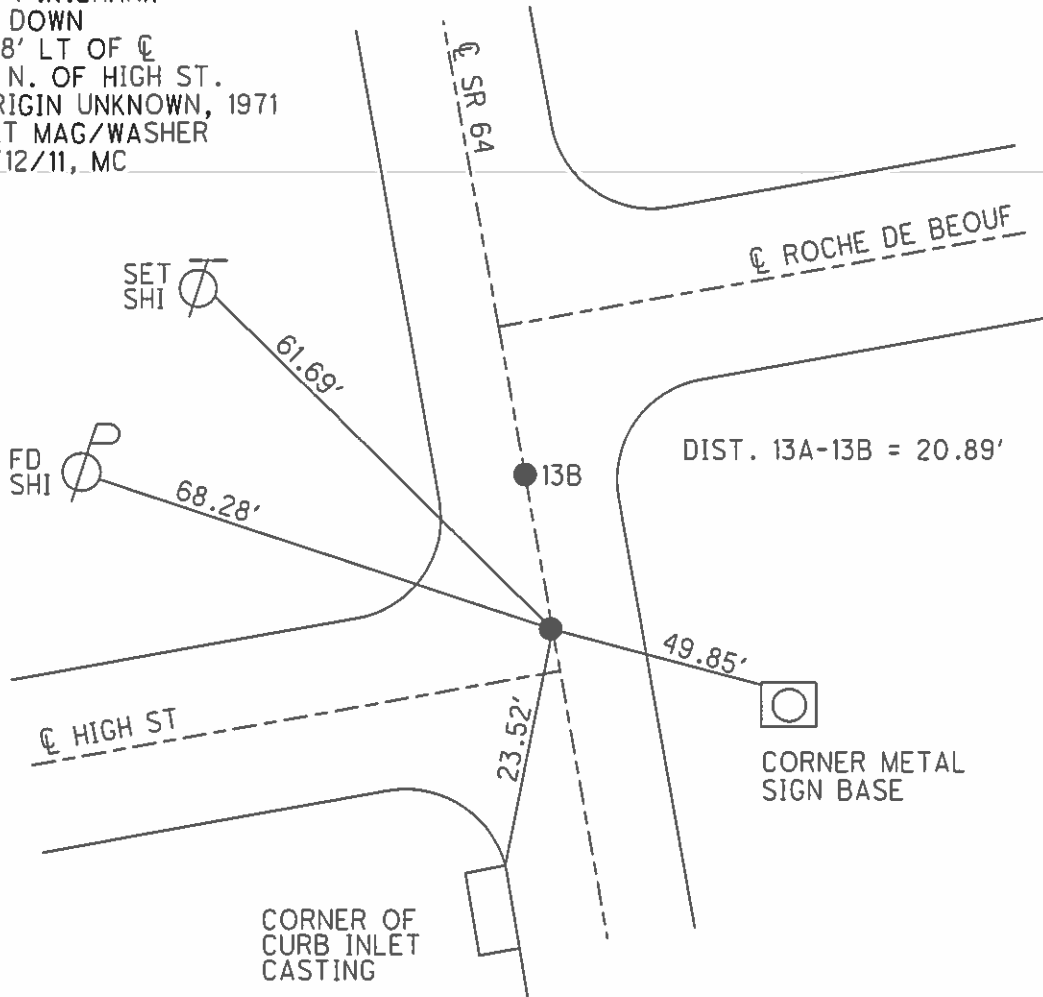 DOWN
8' LT OF ℄
N. OF HIGH ST.
RIGIN UNKNOWN, 1971
T MAG/WASHER
12/11, MC
℄ SR 64
℄ ROCHE DE BEOUF
SET
SHI
61.69'
FD
SHI
68.28'
13B
DIST. 13A-13B = 20.89'
49.85'
℄ HIGH ST
23.52'
CORNER METAL
SIGN BASE
CORNER OF
CURB INLET
CASTING